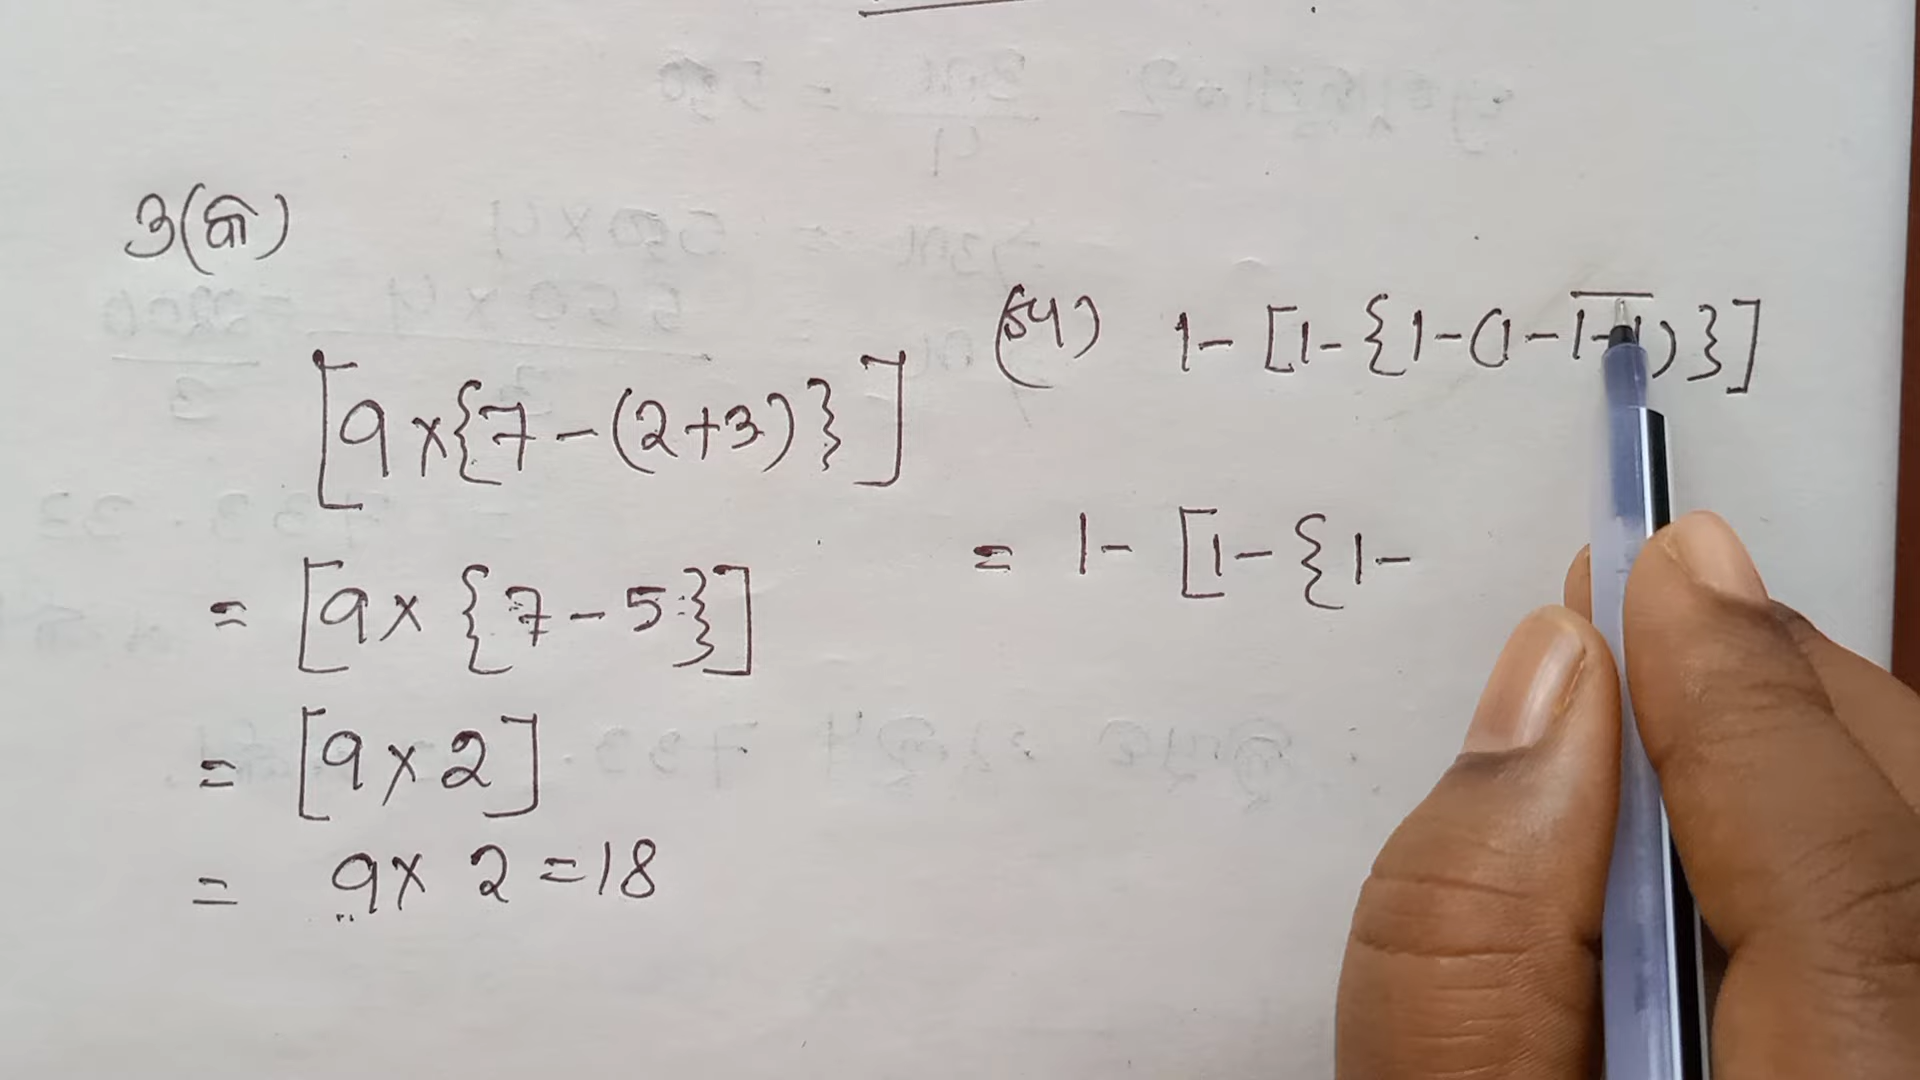 ୩(କ)
[9 × {7 - (2 + 3)}]
= [9 × {7 - 5}]
= [9 × 2]
= 9 × 2 = 18
1 - [1 - {1 - (1 - 1̅ ̅-̅ ̅1̅)}]
= 1 - [1 - {1 -